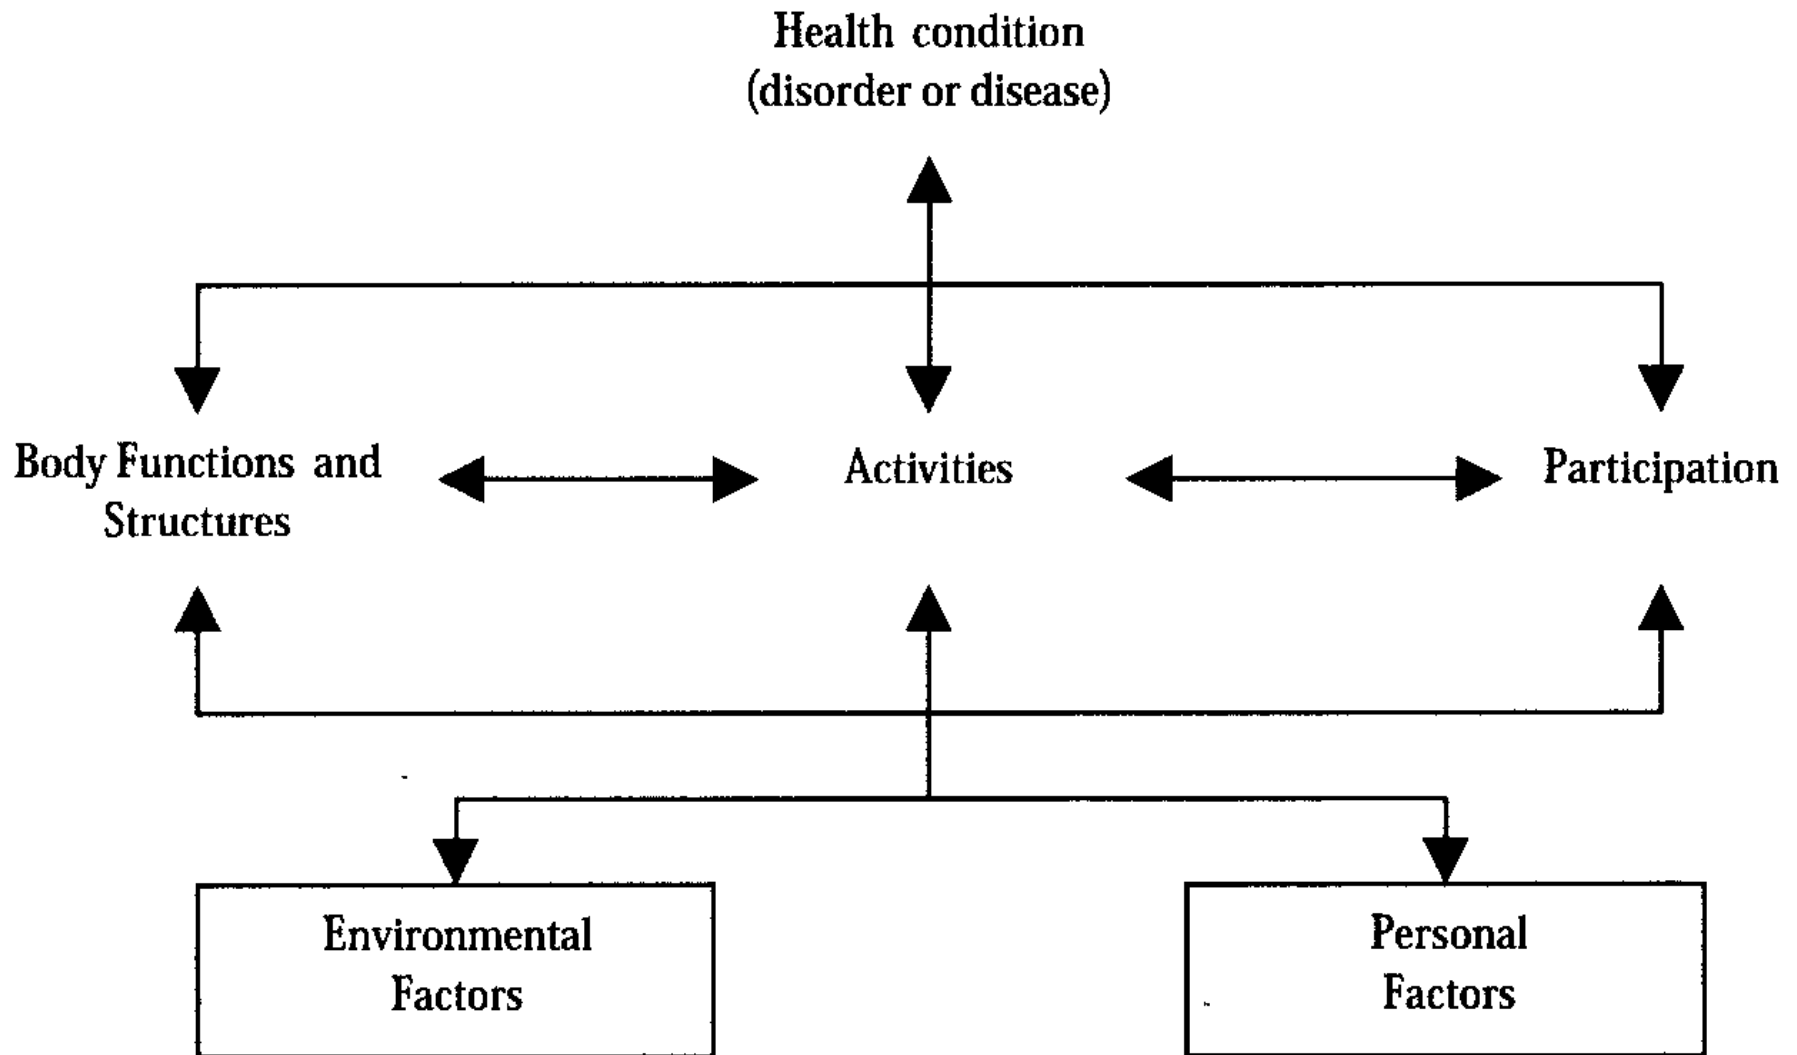 Health condition
(disorder or disease)
Body Functions and
Structures
Activities
Participation
Environmental
Factors
Personal
Factors